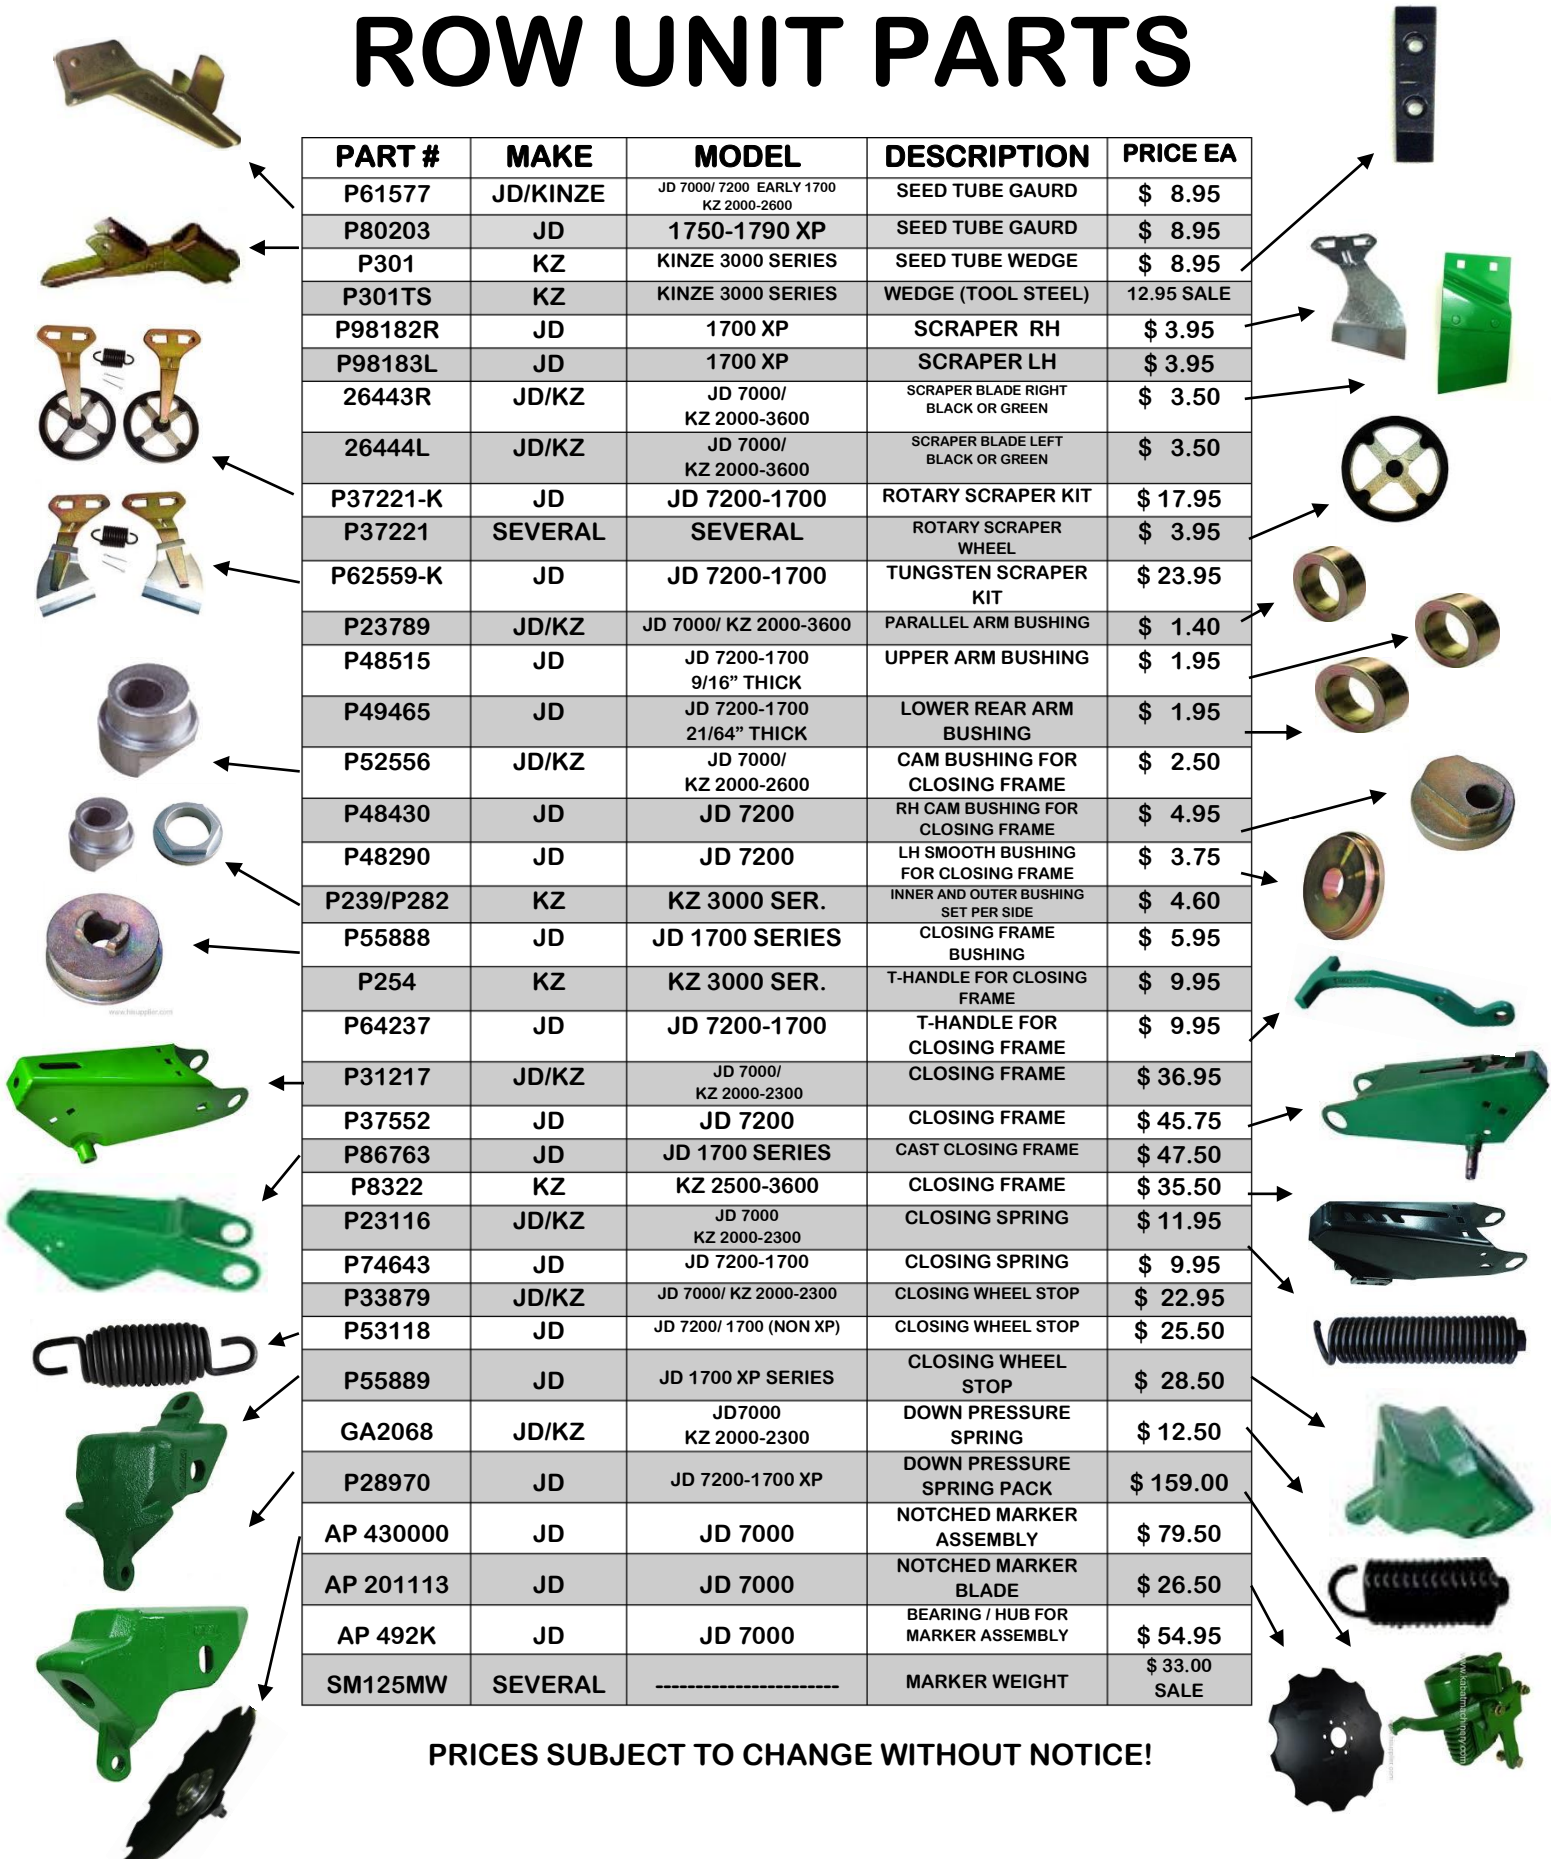 ROW UNIT PARTS
PART # MAKE MODEL DESCRIPTION PRICE EA
P61577 JD/KINZE JD 7000/ 7200 EARLY 1700 SEED TUBE GAURD $ 8.95
KZ 2000-2600
P80203 JD 1750-1790 XP SEED TUBE GAURD $ 8.95
P301 KZ KINZE 3000 SERIES SEED TUBE WEDGE $ 8.95
P301TS KZ KINZE 3000 SERIES WEDGE (TOOL STEEL) 12.95 SALE
P98182R JD 1700 XP SCRAPER RH $ 3.95
P98183L JD 1700 XP SCRAPER LH $ 3.95
26443R JD/KZ JD 7000/ SCRAPER BLADE RIGHT $ 3.50
KZ 2000-3600 BLACK OR GREEN
26444L JD/KZ JD 7000/ SCRAPER BLADE LEFT $ 3.50
KZ 2000-3600 BLACK OR GREEN
P37221-K JD JD 7200-1700 ROTARY SCRAPER KIT $ 17.95
P37221 SEVERAL SEVERAL ROTARY SCRAPER $ 3.95
WHEEL
P62559-K JD JD 7200-1700 TUNGSTEN SCRAPER $ 23.95
KIT
P23789 JD/KZ JD 7000/ KZ 2000-3600 PARALLEL ARM BUSHING $ 1.40
P48515 JD JD 7200-1700 UPPER ARM BUSHING $ 1.95
9/16” THICK
P49465 JD JD 7200-1700 LOWER REAR ARM $ 1.95
21/64” THICK BUSHING
P52556 JD/KZ JD 7000/ CAM BUSHING FOR $ 2.50
KZ 2000-2600 CLOSING FRAME
P48430 JD JD 7200 RH CAM BUSHING FOR $ 4.95
CLOSING FRAME
P48290 JD JD 7200 LH SMOOTH BUSHING $ 3.75
FOR CLOSING FRAME
P239/P282 KZ KZ 3000 SER. INNER AND OUTER BUSHING $ 4.60
SET PER SIDE
P55888 JD JD 1700 SERIES CLOSING FRAME $ 5.95
BUSHING
P254 KZ KZ 3000 SER. T-HANDLE FOR CLOSING $ 9.95
FRAME
P64237 JD JD 7200-1700 T-HANDLE FOR $ 9.95
CLOSING FRAME
P31217 JD/KZ JD 7000/ CLOSING FRAME $ 36.95
KZ 2000-2300
P37552 JD JD 7200 CLOSING FRAME $ 45.75
P86763 JD JD 1700 SERIES CAST CLOSING FRAME $ 47.50
P8322 KZ KZ 2500-3600 CLOSING FRAME $ 35.50
P23116 JD/KZ JD 7000 CLOSING SPRING $ 11.95
KZ 2000-2300
P74643 JD JD 7200-1700 CLOSING SPRING $ 9.95
P33879 JD/KZ JD 7000/ KZ 2000-2300 CLOSING WHEEL STOP $ 22.95
P53118 JD JD 7200/ 1700 (NON XP) CLOSING WHEEL STOP $ 25.50
P55889 JD JD 1700 XP SERIES CLOSING WHEEL $ 28.50
STOP
GA2068 JD/KZ JD7000 DOWN PRESSURE $ 12.50
KZ 2000-2300 SPRING
P28970 JD JD 7200-1700 XP DOWN PRESSURE $ 159.00
SPRING PACK
AP 430000 JD JD 7000 NOTCHED MARKER $ 79.50
ASSEMBLY
AP 201113 JD JD 7000 NOTCHED MARKER $ 26.50
BLADE
AP 492K JD JD 7000 BEARING / HUB FOR $ 54.95
MARKER ASSEMBLY
SM125MW SEVERAL ----------------------- MARKER WEIGHT $ 33.00
SALE
www.kabatmachinery.com
PRICES SUBJECT TO CHANGE WITHOUT NOTICE!